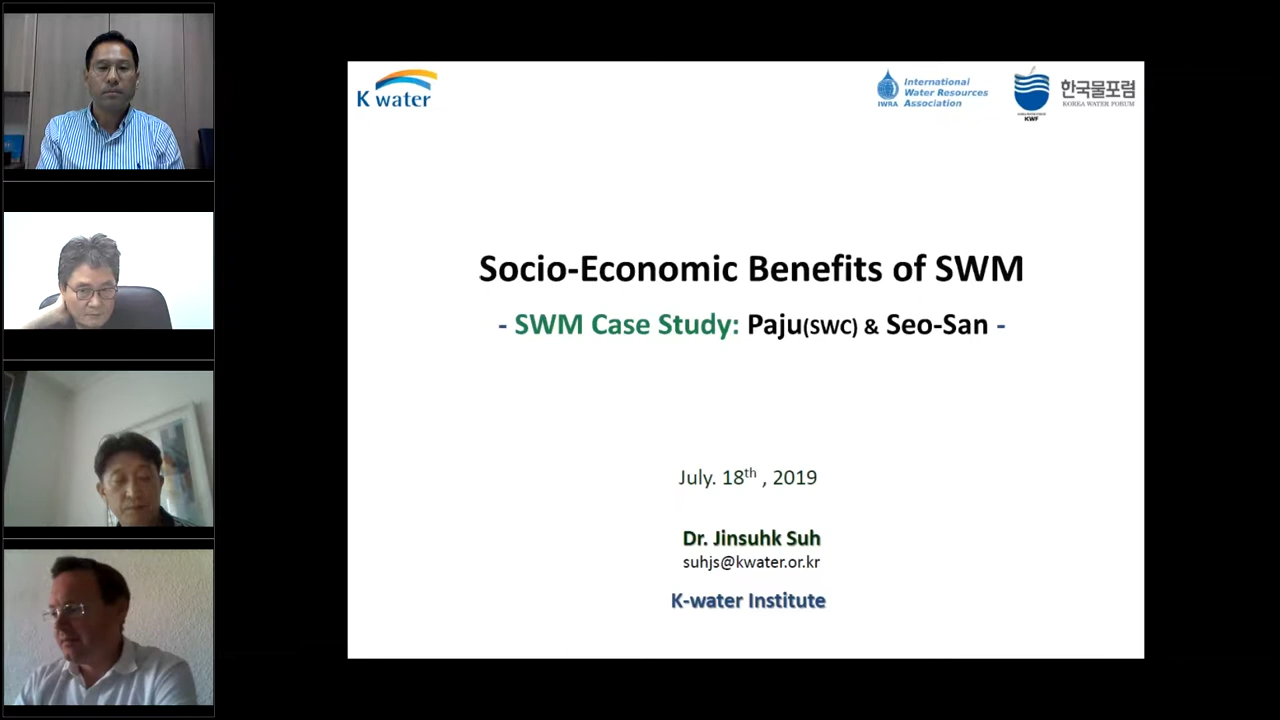 K water
International
Water Resources
Association
IWRA
한국물포럼
KOREA WATER FORUM
KWF
Socio-Economic Benefits of SWM
- SWM Case Study: Paju(SWC) & Seo-San -
July. 18th , 2019
Dr. Jinsuhk Suh
suhjs@kwater.or.kr
K-water Institute